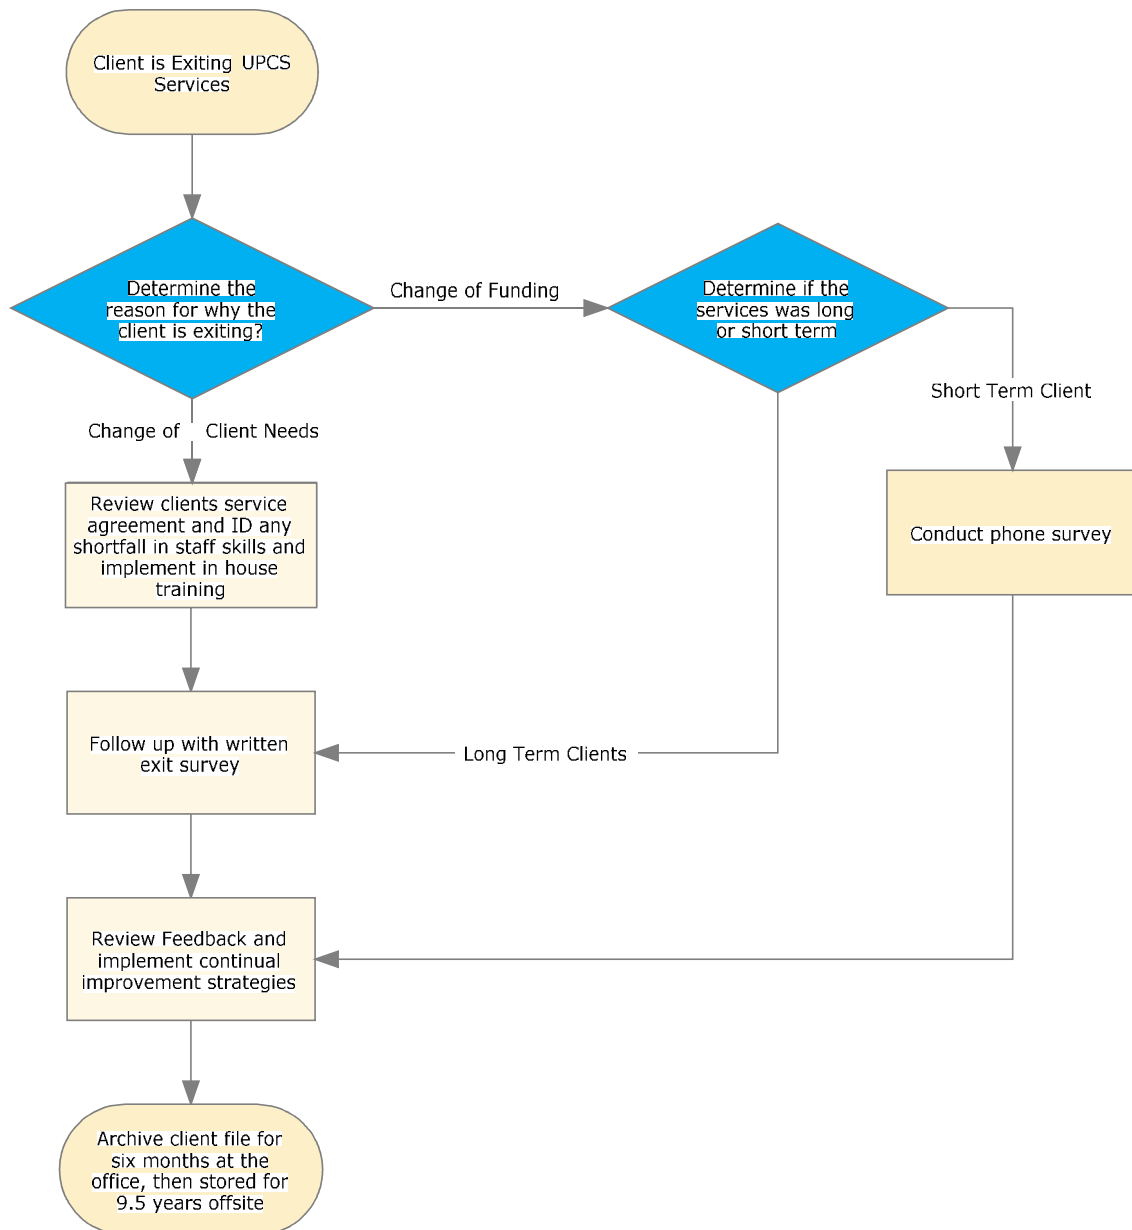 Client is Exiting UPCS
Services
Determine the
reason for why the
client is exiting?
Change of Funding
Determine if the
services was long
or short term
Short Term Client
Change of Client Needs
Review clients service
agreement and ID any
shortfall in staff skills and
implement in house
training
Conduct phone survey
Follow up with written
exit survey
Long Term Clients
Review Feedback and
implement continual
improvement strategies
Archive client file for
six months at the
office, then stored for
9.5 years offsite